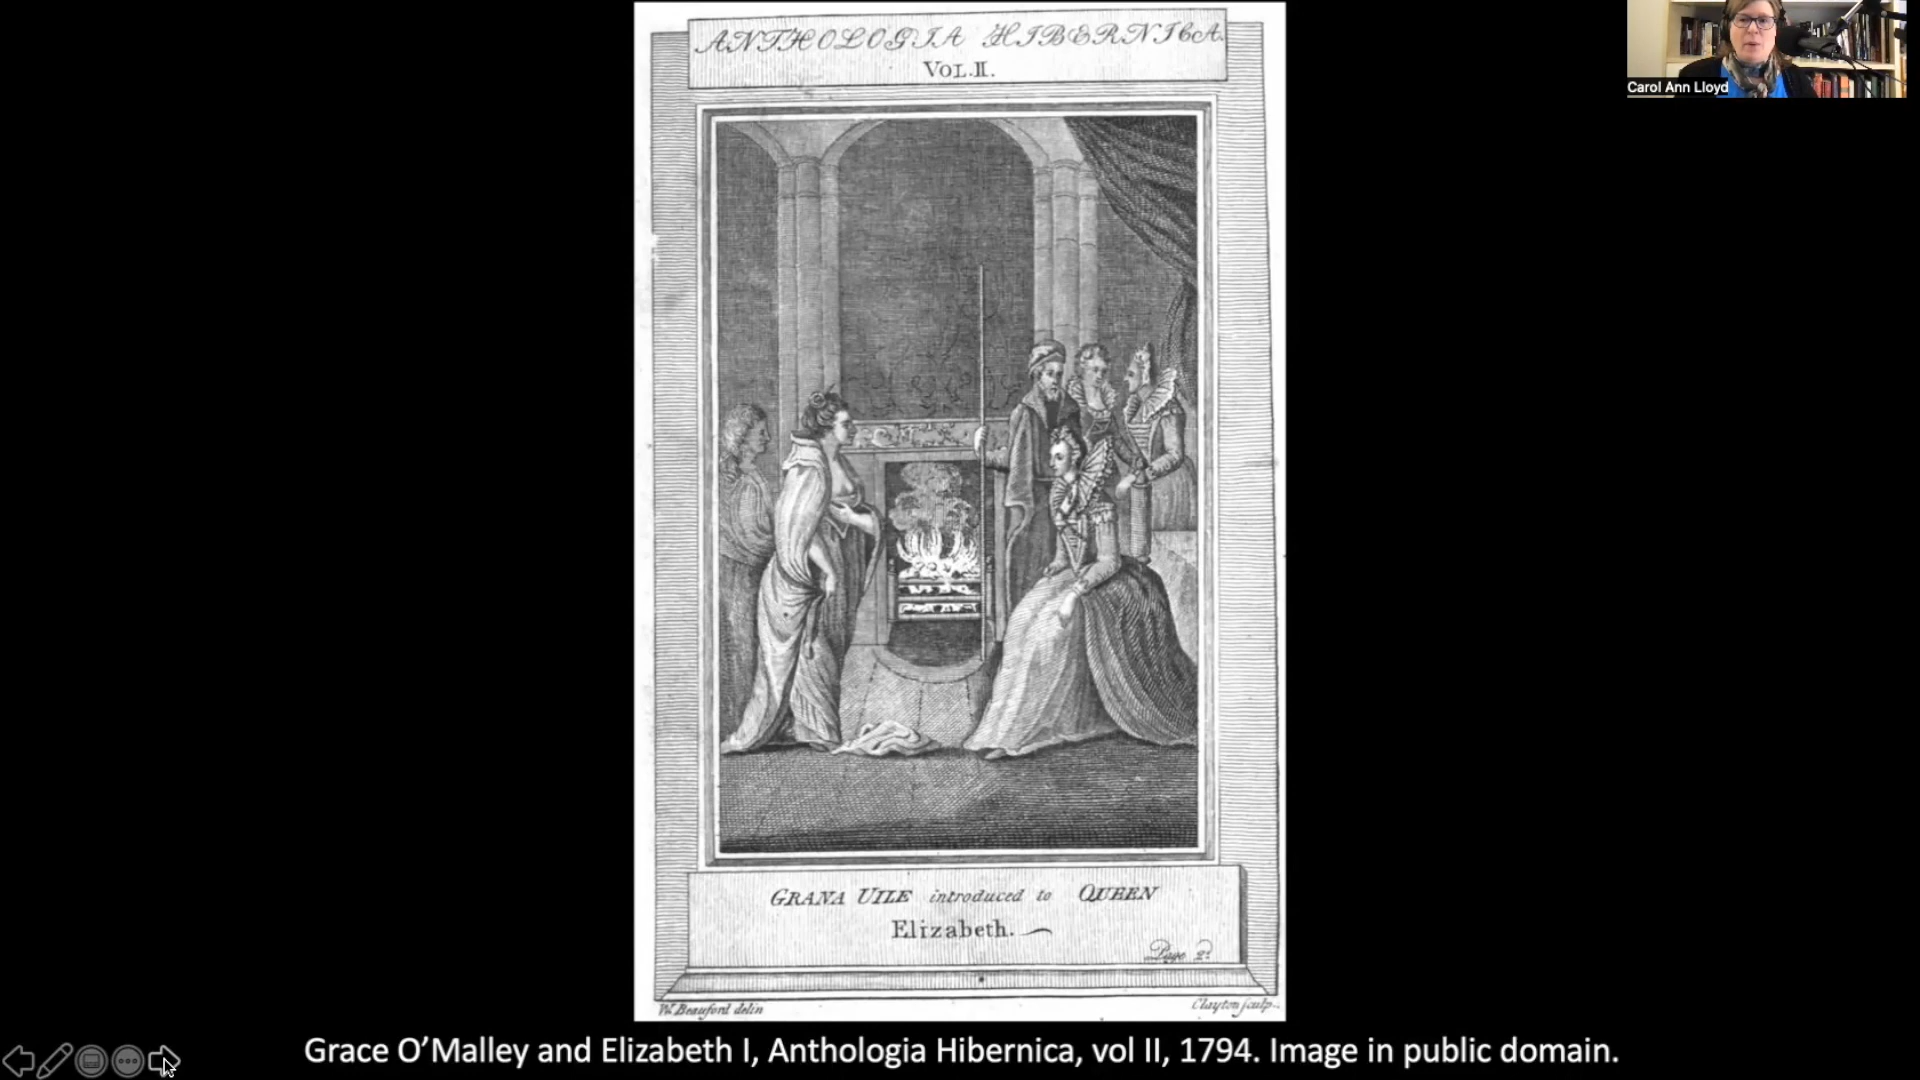 ANTHOLOGIA HIBERNICA.
VOL. II.
Carol Ann Lloyd
GRANA UILE introduced to QUEEN
Elizabeth.
Page 2
W. Beauford delin
Clayton sculp.
Grace O’Malley and Elizabeth I, Anthologia Hibernica, vol II, 1794. Image in public domain.